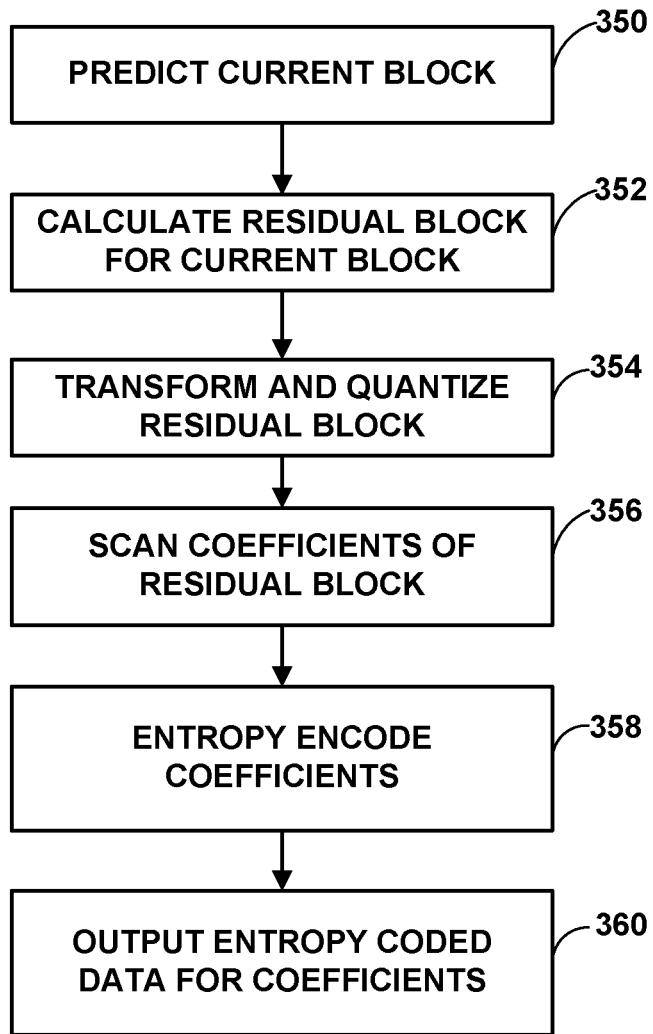 350
PREDICT CURRENT BLOCK
352
CALCULATE RESIDUAL BLOCK
FOR CURRENT BLOCK
354
TRANSFORM AND QUANTIZE
RESIDUAL BLOCK
356
SCAN COEFFICIENTS OF
RESIDUAL BLOCK
358
ENTROPY ENCODE
COEFFICIENTS
360
OUTPUT ENTROPY CODED
DATA FOR COEFFICIENTS